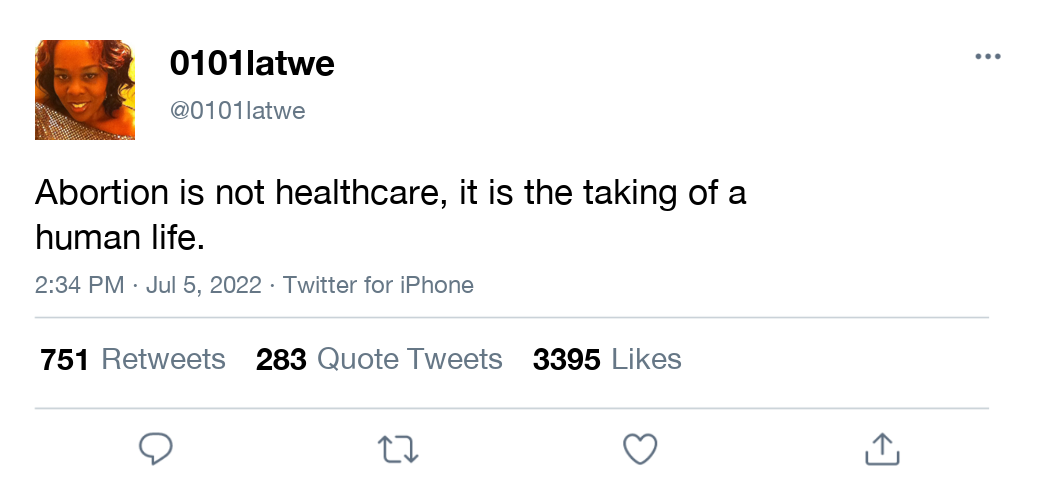 0101latwe
@0101latwe
Abortion is not healthcare, it is the taking of a
human life.
2:34 PM · Jul 5, 2022 · Twitter for iPhone
751 Retweets 283 Quote Tweets 3395 Likes